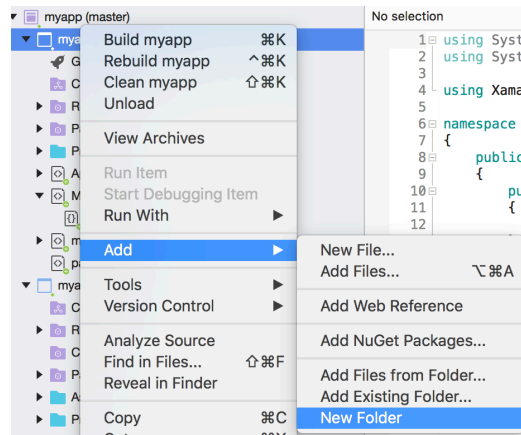 myapp (master)
No selection
Build myapp ⌘K
Rebuild myapp ^⌘K
Clean myapp ⇧⌘K
Unload
View Archives
Run Item
Start Debugging Item
Run With
Add
Tools
Version Control
Analyze Source
Find in Files... ⇧⌘F
Reveal in Finder
Copy ⌘C
New File...
Add Files... ⌥⌘A
Add Web Reference
Add NuGet Packages...
Add Files from Folder...
Add Existing Folder...
New Folder
1 using Syst
2 using Syst
3
4 using Xama
5
6 namespace
7 {
8 public
9 {
10 pu
11 {
12